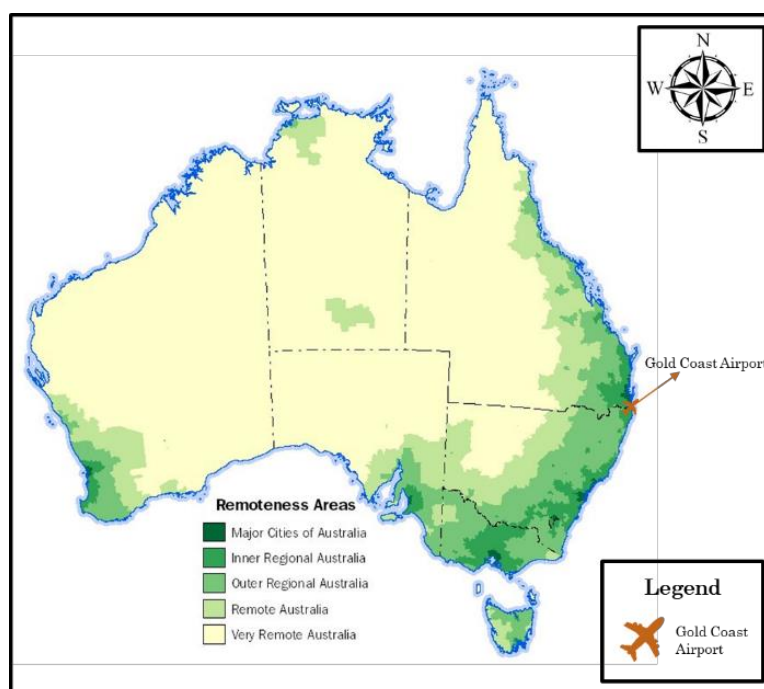 N
W E
S
Gold Coast Airport
Remoteness Areas
Major Cities of Australia
Inner Regional Australia
Outer Regional Australia
Remote Australia
Very Remote Australia
Legend
Gold Coast
Airport